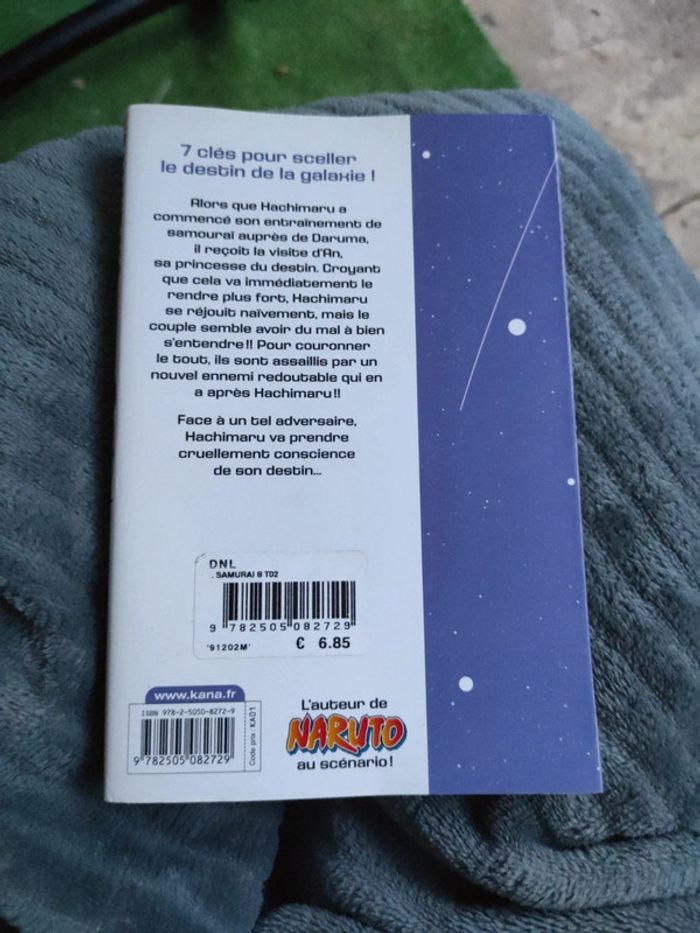 7 clés pour sceller
le destin de la galaxie !
Alors que Hachimaru a
commencé son entraînement de
samouraï auprès de Daruma,
il reçoit la visite d'An,
sa princesse du destin. Croyant
que cela va immédiatement le
rendre plus fort, Hachimaru
se réjouit naïvement, mais le
couple semble avoir du mal à bien
s'entendre !! Pour couronner
le tout, ils sont assaillis par un
nouvel ennemi redoutable qui en
a après Hachimaru !!
Face à un tel adversaire,
Hachimaru va prendre
cruellement conscience
de son destin...
DNL
. SAMURAI 8 T02
9 782505 082729
'91202M' € 6.85
www.kana.fr
ISBN 978-2-5050-8272-9
9 782505 082729
Code prix : KA01
L'auteur de
NARUTO
au scénario !